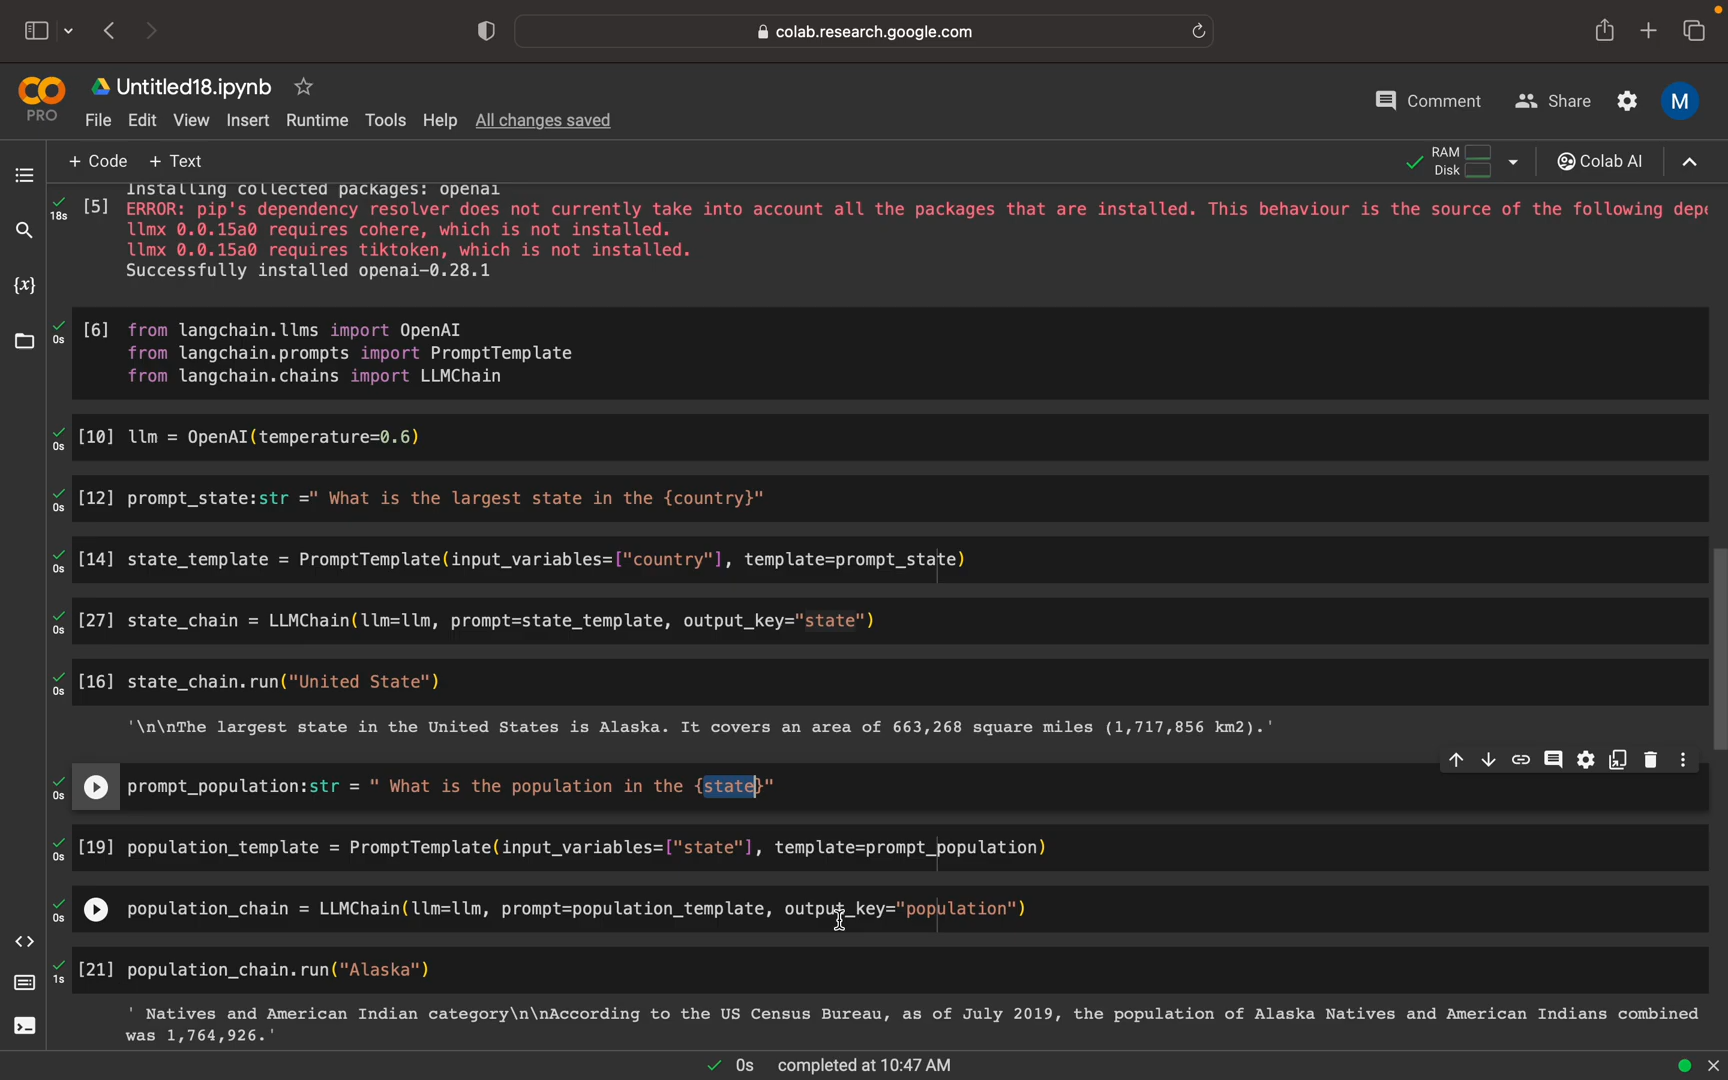 colab.research.google.com
CO
PRO
Untitled18.ipynb
Comment
Share
M
File Edit View Insert Runtime Tools Help All changes saved
+ Code + Text
RAM
Disk
Colab AI
Installing collected packages: openai
18s
[5]
ERROR: pip's dependency resolver does not currently take into account all the packages that are installed. This behaviour is the source of the following depe
llmx 0.0.15a0 requires cohere, which is not installed.
llmx 0.0.15a0 requires tiktoken, which is not installed.
Successfully installed openai-0.28.1
{x}
0s
[6] from langchain.llms import OpenAI
from langchain.prompts import PromptTemplate
from langchain.chains import LLMChain
0s
[10] llm = OpenAI(temperature=0.6)
0s
[12] prompt_state:str =" What is the largest state in the {country}"
0s
[14] state_template = PromptTemplate(input_variables=["country"], template=prompt_state)
0s
[27] state_chain = LLMChain(llm=llm, prompt=state_template, output_key="state")
0s
[16] state_chain.run("United State")
'\n\nThe largest state in the United States is Alaska. It covers an area of 663,268 square miles (1,717,856 km2).'
0s
prompt_population:str = " What is the population in the {state}"
0s
[19] population_template = PromptTemplate(input_variables=["state"], template=prompt_population)
0s
population_chain = LLMChain(llm=llm, prompt=population_template, output_key="population")
1s
[21] population_chain.run("Alaska")
' Natives and American Indian category\n\nAccording to the US Census Bureau, as of July 2019, the population of Alaska Natives and American Indians combined
was 1,764,926.'
0s completed at 10:47 AM